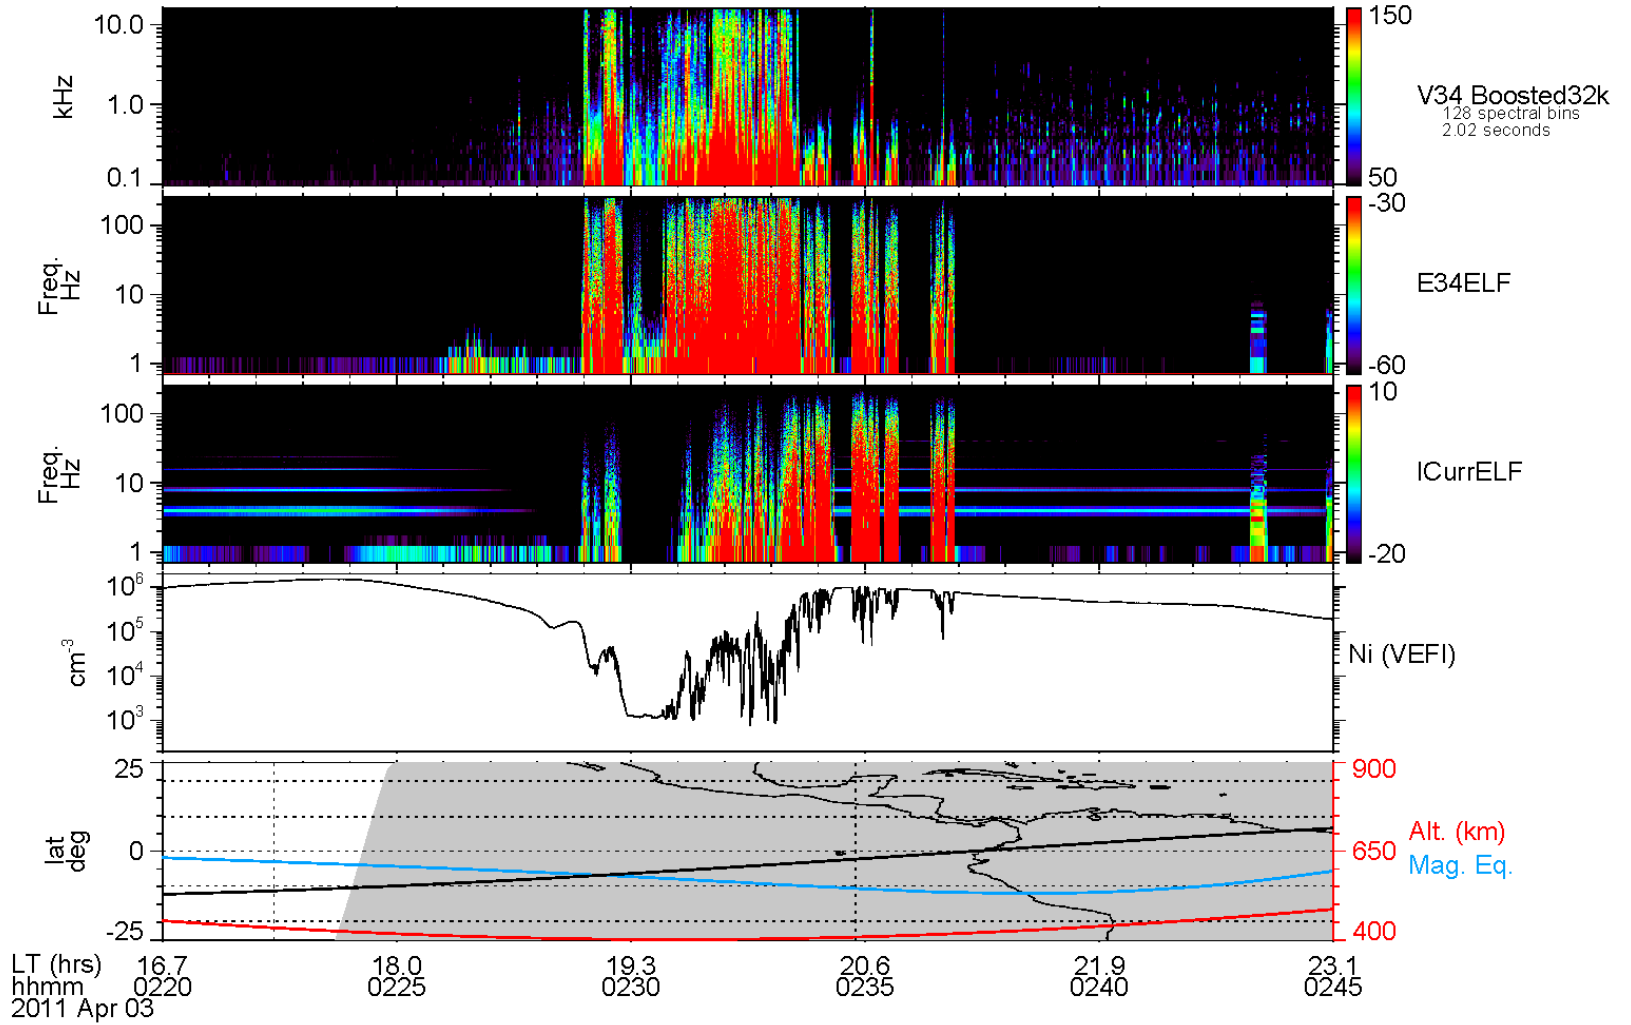 10.0
1.0
0.1
kHz
150
50
V34 Boosted32k
128 spectral bins
2.02 seconds
100
10
1
Freq.
Hz
-30
-60
E34ELF
100
10
1
Freq.
Hz
10
-20
ICurrELF
10⁶
10⁵
10⁴
10³
cm⁻³
Ni (VEFI)
25
0
-25
lat
deg
900
650
400
Alt. (km)
Mag. Eq.
LT (hrs) 16.7 18.0 19.3 20.6 21.9 23.1
hhmm 0220 0225 0230 0235 0240 0245
2011 Apr 03